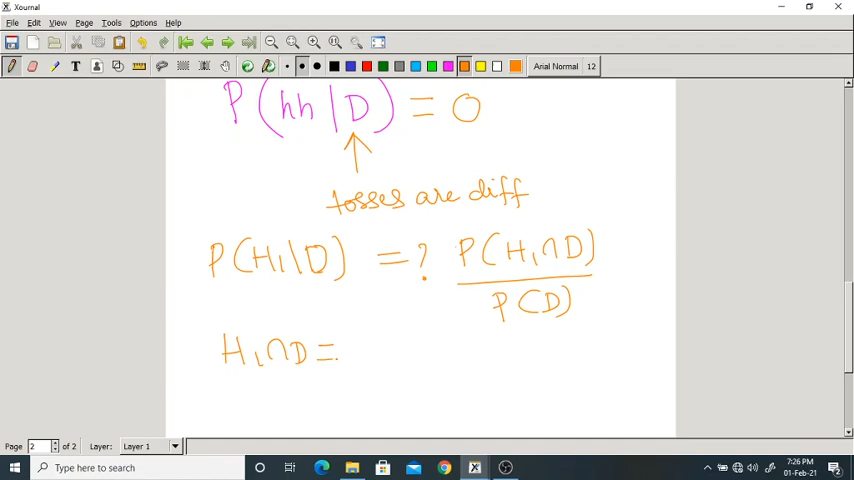 Xournal
File Edit View Page Tools Options Help
Arial Normal 12
P(hh|D) = 0
tosses are diff
P(H₁|D) = ? P(H₁∩D)
P(D)
H₁∩D =
Page 2 of 2 Layer: Layer 1
Type here to search
7:26 PM
01-Feb-21
2